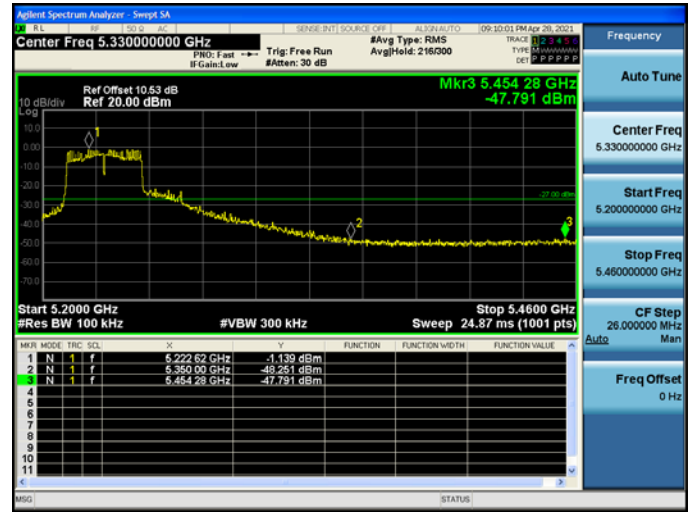 Agilent Spectrum Analyzer - Swept SA
RL RF 50 Ω AC SENSE:INT SOURCE OFF ALIGNAUTO 09:10:01 PM Apr 28, 2021
Center Freq 5.330000000 GHz
PNO: Fast
IFGain:Low
Trig: Free Run
#Atten: 30 dB
#Avg Type: RMS
Avg|Hold: 216/300
TRACE 1 2 3 4 5 6
TYPE M
DET P P P P P P
Ref Offset 10.53 dB
10 dB/div Ref 20.00 dBm
Log
Mkr3 5.454 28 GHz
-47.791 dBm
10.0
0.00
-10.0
-20.0
-30.0
-40.0
-50.0
-60.0
-70.0
1
2
3
-27.00 dBm
Start 5.2000 GHz Stop 5.4600 GHz
#Res BW 100 kHz #VBW 300 kHz Sweep 24.87 ms (1001 pts)
MKR MODE TRC SCL X Y FUNCTION FUNCTION WIDTH FUNCTION VALUE
1 N 1 f 5.222 62 GHz -1.139 dBm
2 N 1 f 5.350 00 GHz -48.251 dBm
3 N 1 f 5.454 28 GHz -47.791 dBm
4
5
6
7
8
9
10
11
MSG STATUS
Frequency
Auto Tune
Center Freq
5.330000000 GHz
Start Freq
5.200000000 GHz
Stop Freq
5.460000000 GHz
CF Step
26.000000 MHz
Auto Man
Freq Offset
0 Hz